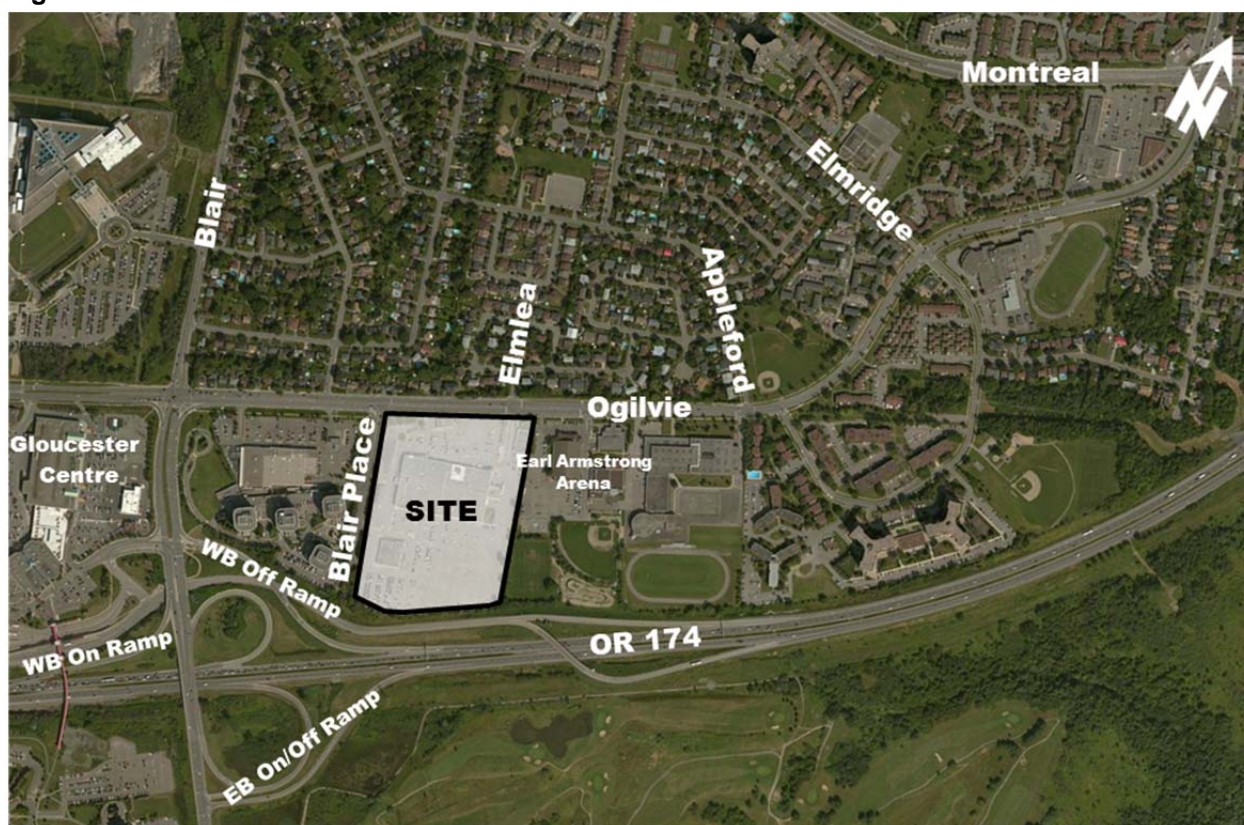 Montreal
N
Elmridge
Blair
Appleford
Elmlea
Ogilvie
Gloucester
Centre
Blair Place
Earl Armstrong
Arena
SITE
WB Off Ramp
OR 174
WB On Ramp
EB On/Off Ramp